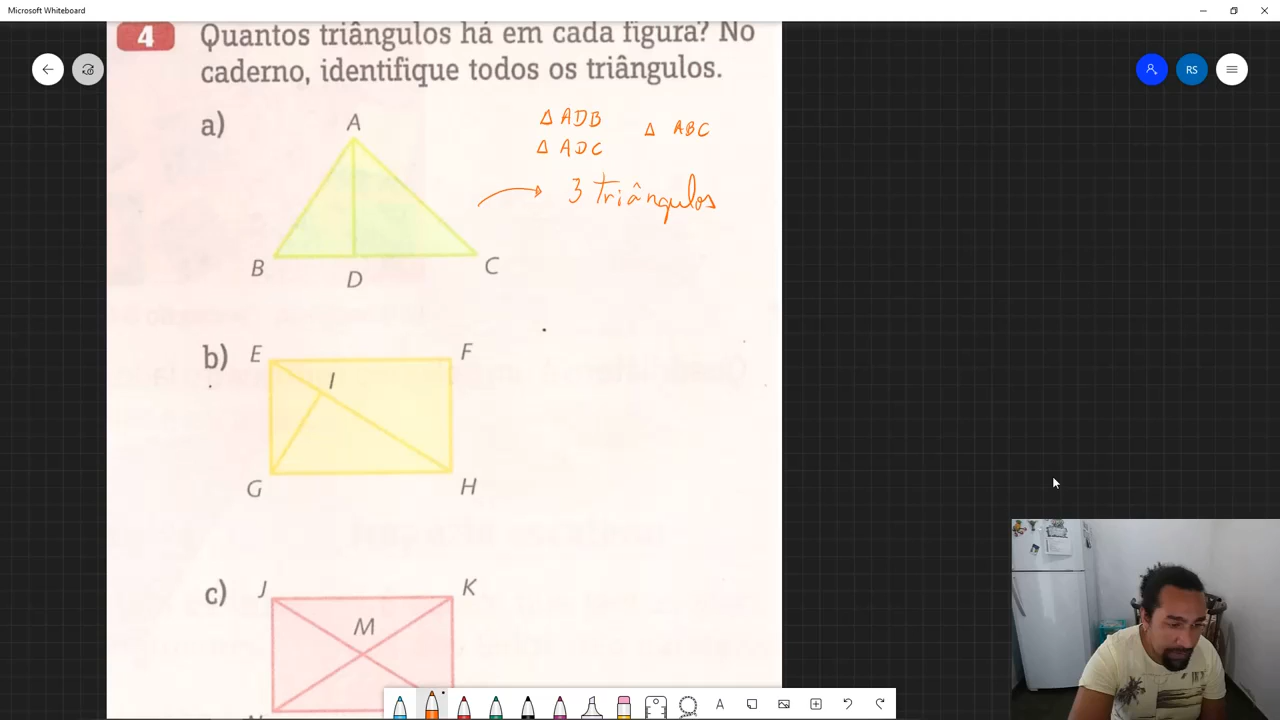 Microsoft Whiteboard
4 Quantos triângulos há em cada figura? No
caderno, identifique todos os triângulos.
RS
a)
A
B
D
C
Δ ADB
Δ ABC
Δ ADC
3 triângulos
b)
E
F
I
G
H
c)
J
K
M
A